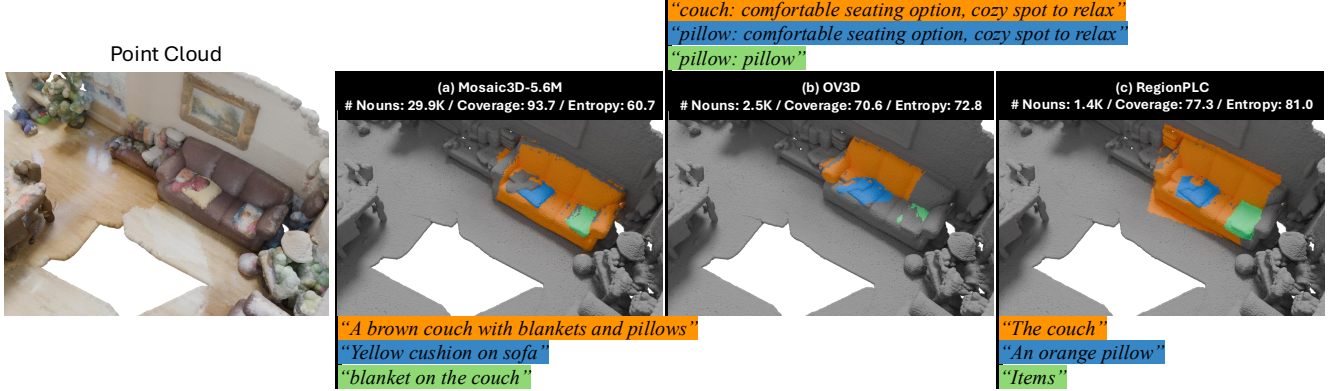 “couch: comfortable seating option, cozy spot to relax”
“pillow: comfortable seating option, cozy spot to relax”
“pillow: pillow”
Point Cloud
(a) Mosaic3D-5.6M
# Nouns: 29.9K / Coverage: 93.7 / Entropy: 60.7
(b) OV3D
# Nouns: 2.5K / Coverage: 70.6 / Entropy: 72.8
(c) RegionPLC
# Nouns: 1.4K / Coverage: 77.3 / Entropy: 81.0
“A brown couch with blankets and pillows”
“Yellow cushion on sofa”
“blanket on the couch”
“The couch”
“An orange pillow”
“Items”